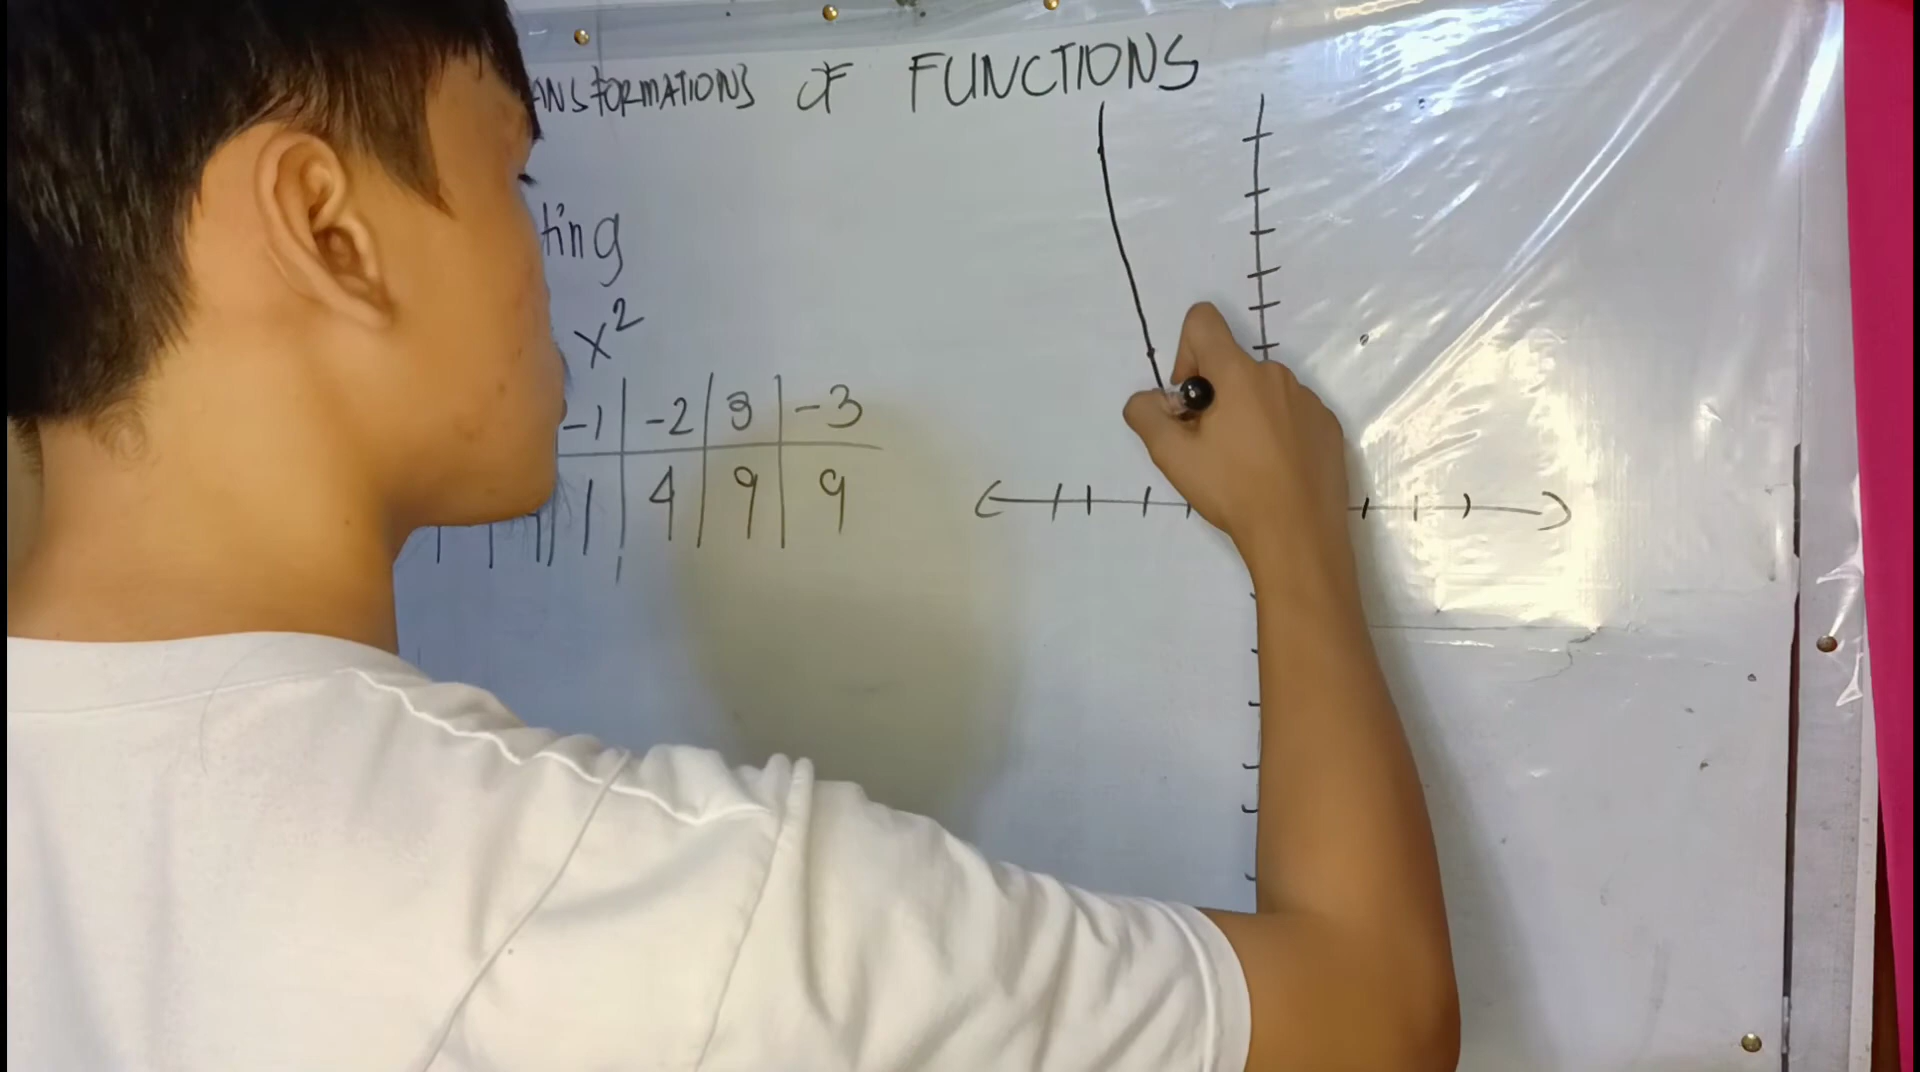 ANSFORMATIONS OF FUNCTIONS
ting
x²
-1 -2 3 -3
1 4 9 9